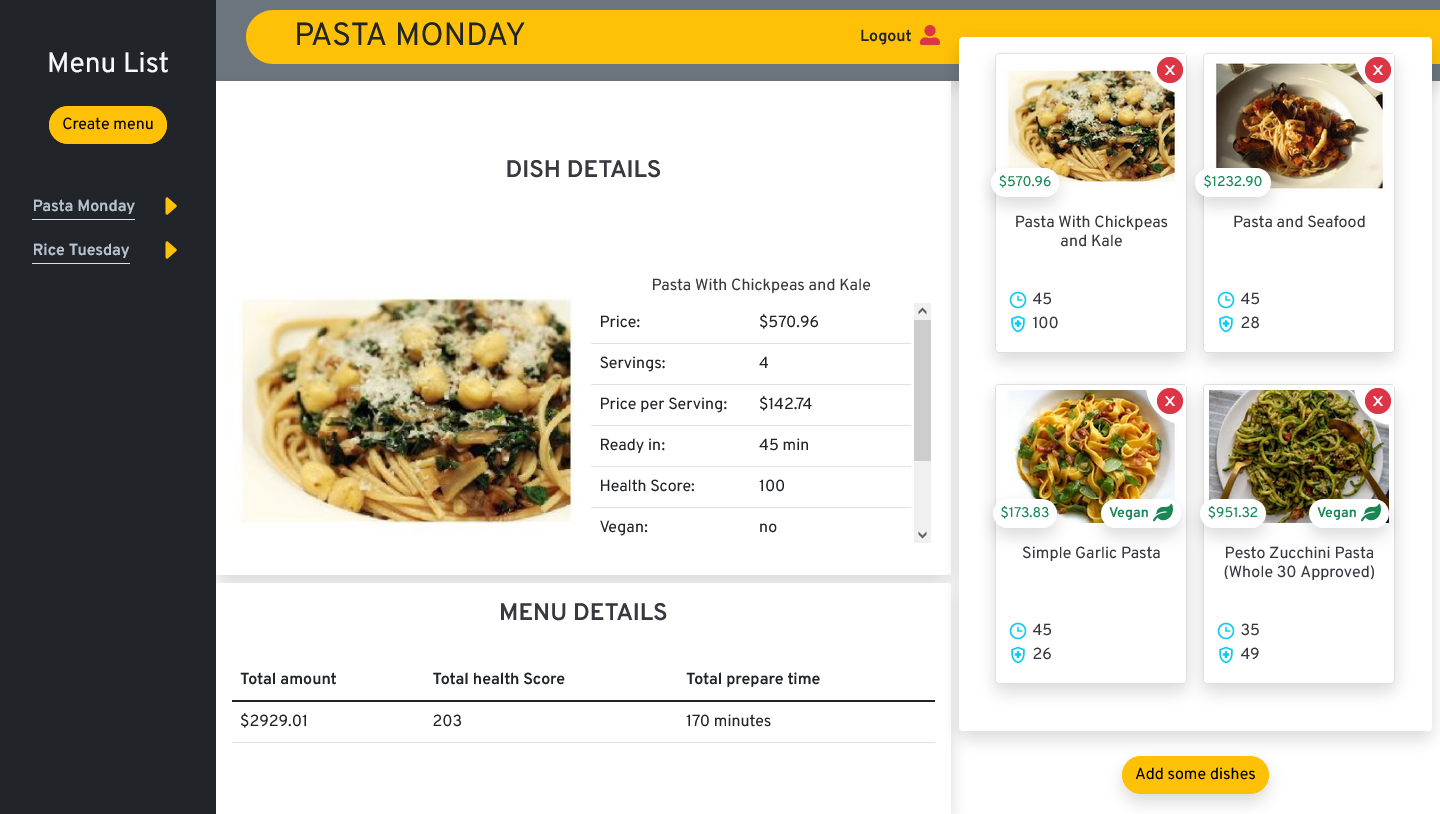 Menu List
Create menu
Pasta Monday
Rice Tuesday
PASTA MONDAY
Logout
DISH DETAILS
Pasta With Chickpeas and Kale
Price: $570.96
Servings: 4
Price per Serving: $142.74
Ready in: 45 min
Health Score: 100
Vegan: no
MENU DETAILS
Total amount Total health Score Total prepare time
$2929.01 203 170 minutes
X
$570.96
Pasta With Chickpeas
and Kale
45
100
X
$1232.90
Pasta and Seafood
45
28
X
$173.83
Vegan
Simple Garlic Pasta
45
26
X
$951.32
Vegan
Pesto Zucchini Pasta
(Whole 30 Approved)
35
49
Add some dishes